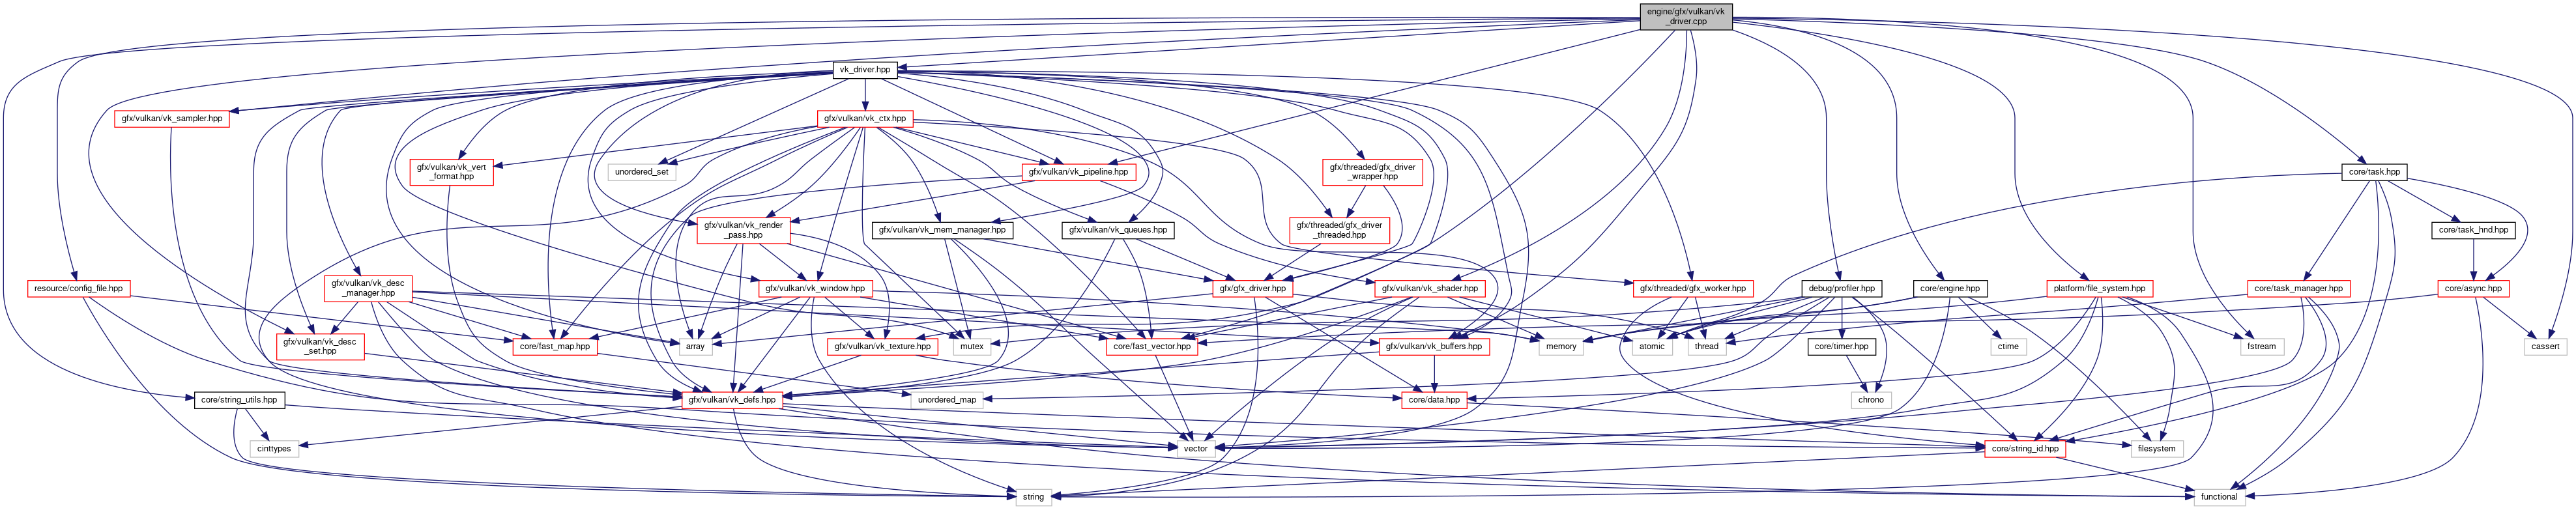 engine/gfx/vulkan/vk
_driver.cpp
vk_driver.hpp
gfx/vulkan/vk_sampler.hpp
gfx/vulkan/vk_ctx.hpp
gfx/vulkan/vk_vert
_format.hpp
unordered_set
gfx/vulkan/vk_pipeline.hpp
gfx/threaded/gfx_driver
_wrapper.hpp
core/task.hpp
gfx/vulkan/vk_render
_pass.hpp
gfx/vulkan/vk_mem_manager.hpp
gfx/vulkan/vk_queues.hpp
gfx/threaded/gfx_driver
_threaded.hpp
core/task_hnd.hpp
resource/config_file.hpp
gfx/vulkan/vk_desc
_manager.hpp
gfx/vulkan/vk_window.hpp
gfx/gfx_driver.hpp
gfx/vulkan/vk_shader.hpp
gfx/threaded/gfx_worker.hpp
debug/profiler.hpp
core/engine.hpp
platform/file_system.hpp
core/task_manager.hpp
core/async.hpp
gfx/vulkan/vk_desc
_set.hpp
core/fast_map.hpp
array
gfx/vulkan/vk_texture.hpp
mutex
core/fast_vector.hpp
gfx/vulkan/vk_buffers.hpp
memory
atomic
thread
core/timer.hpp
ctime
fstream
cassert
core/string_utils.hpp
gfx/vulkan/vk_defs.hpp
unordered_map
core/data.hpp
chrono
cinttypes
vector
core/string_id.hpp
filesystem
string
functional